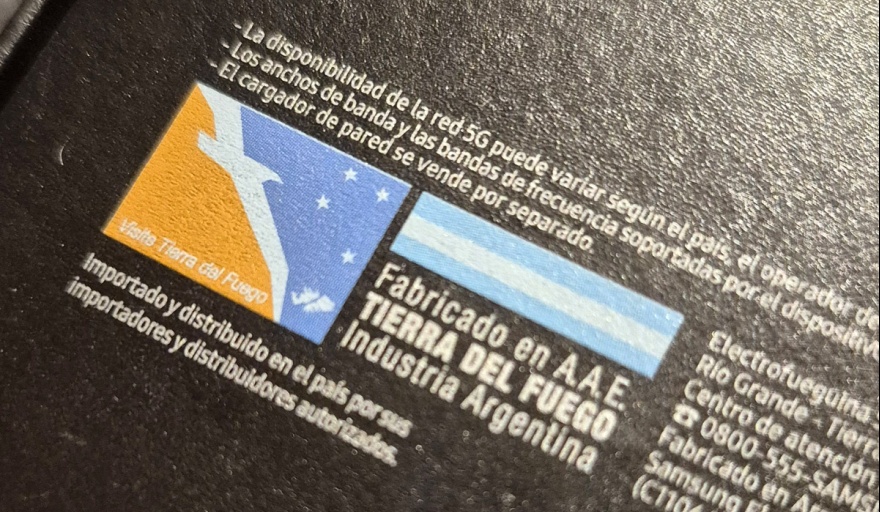 - La disponibilidad de la red 5G puede variar según el país, el operador de
- Los anchos de banda y las bandas de frecuencia soportadas por el dispositivo
- El cargador de pared se vende por separado.
Visite Tierra del Fuego
Importado y distribuido en el país por sus
importadores y distribuidores autorizados.
Fabricado en A.A.E.
TIERRA DEL FUEGO
Industria Argentina
Electrofueguina
Río Grande - Tierra
Centro de atención
☎ 0800-555-SAMS
Fabricado en
Samsung